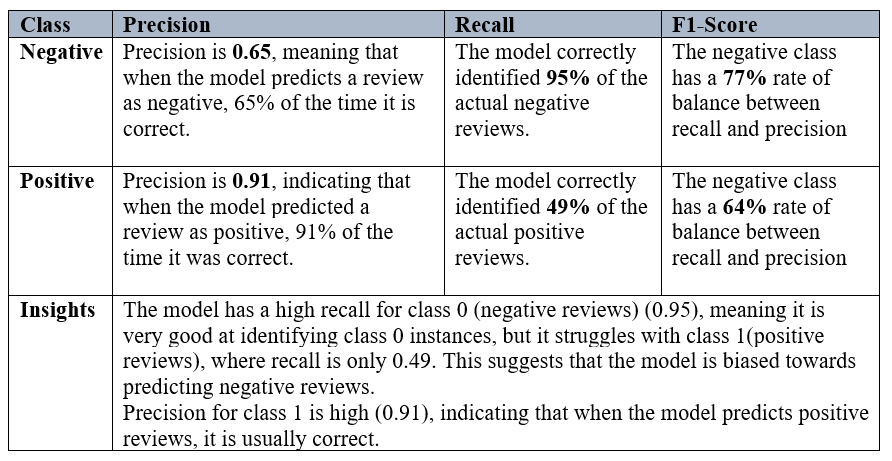 Class Precision Recall F1-Score
Negative Precision is 0.65, meaning that when the model predicts a review as negative, 65% of the time it is correct. The model correctly identified 95% of the actual negative reviews. The negative class has a 77% rate of balance between recall and precision
Positive Precision is 0.91, indicating that when the model predicted a review as positive, 91% of the time it was correct. The model correctly identified 49% of the actual positive reviews. The negative class has a 64% rate of balance between recall and precision
Insights The model has a high recall for class 0 (negative reviews) (0.95), meaning it is
very good at identifying class 0 instances, but it struggles with class 1(positive
reviews), where recall is only 0.49. This suggests that the model is biased towards
predicting negative reviews.
Precision for class 1 is high (0.91), indicating that when the model predicts positive
reviews, it is usually correct.